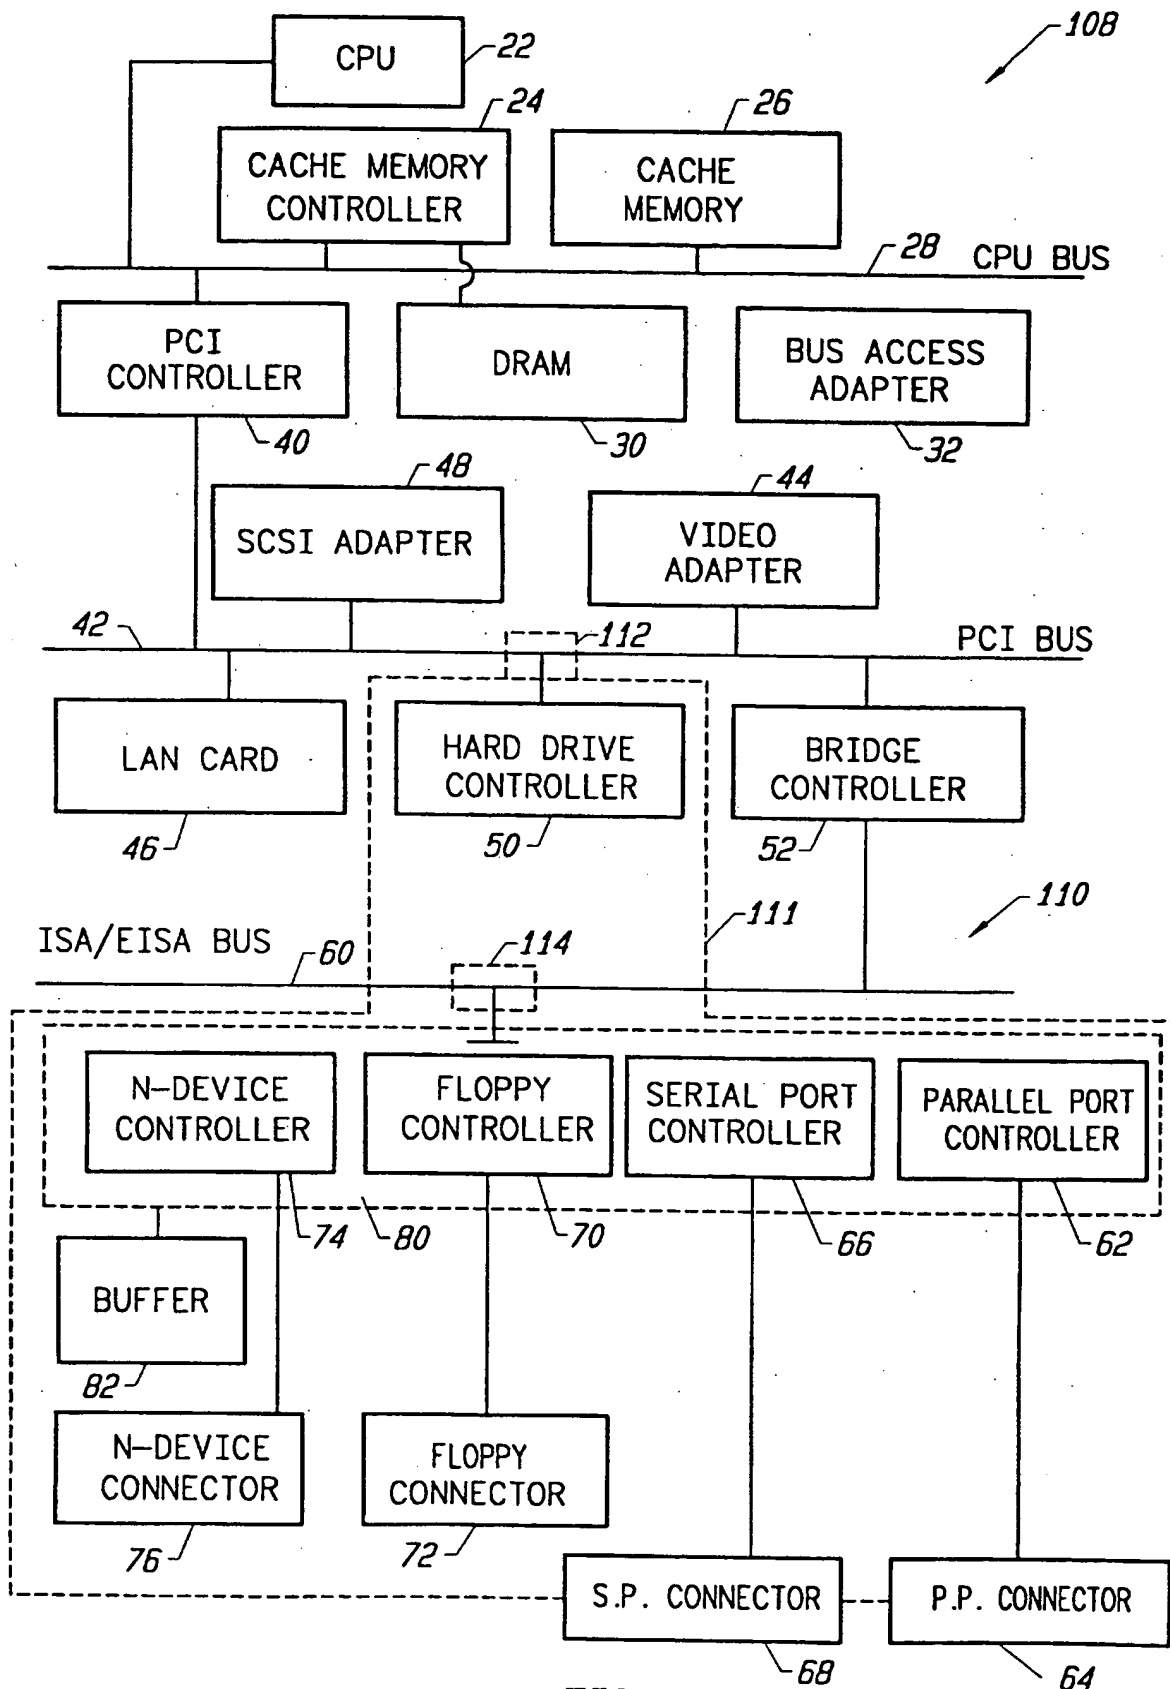 108
CPU
22
24
26
CACHE MEMORY
CONTROLLER
CACHE
MEMORY
28
CPU BUS
PCI
CONTROLLER
DRAM
BUS ACCESS
ADAPTER
40
30
32
48
44
SCSI ADAPTER
VIDEO
ADAPTER
42
112
PCI BUS
LAN CARD
HARD DRIVE
CONTROLLER
BRIDGE
CONTROLLER
46
50
52
110
111
ISA/EISA BUS
60
114
N-DEVICE
CONTROLLER
FLOPPY
CONTROLLER
SERIAL PORT
CONTROLLER
PARALLEL PORT
CONTROLLER
74
80
70
66
62
BUFFER
82
N-DEVICE
CONNECTOR
FLOPPY
CONNECTOR
76
72
S.P. CONNECTOR
P.P. CONNECTOR
68
64